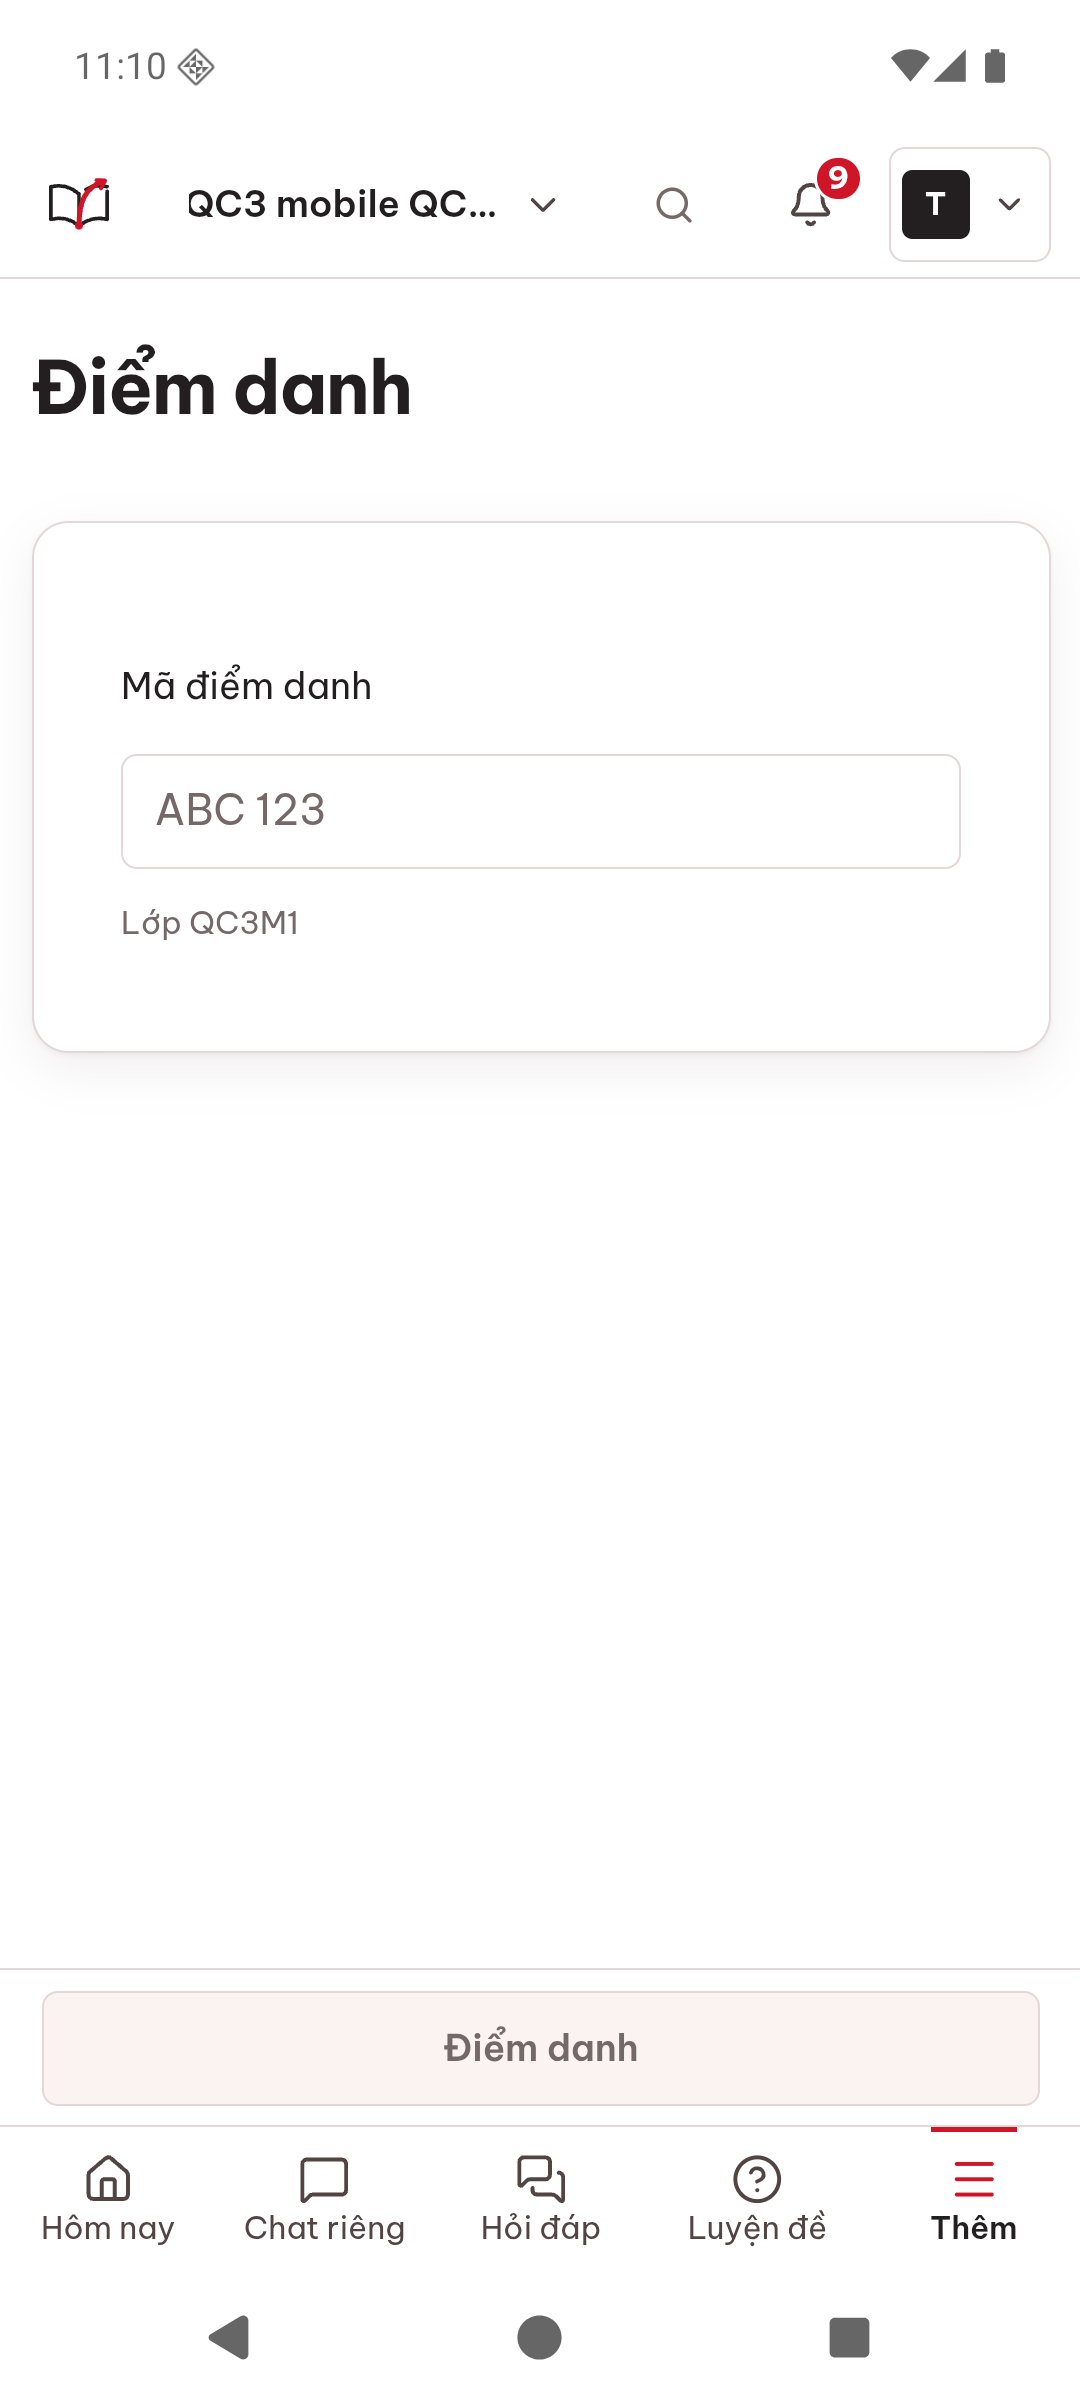 11:10
QC3 mobile QC...
9
T
Điểm danh
Mã điểm danh
ABC 123
Lớp QC3M1
Điểm danh
Hôm nay
Chat riêng
Hỏi đáp
Luyện đề
Thêm